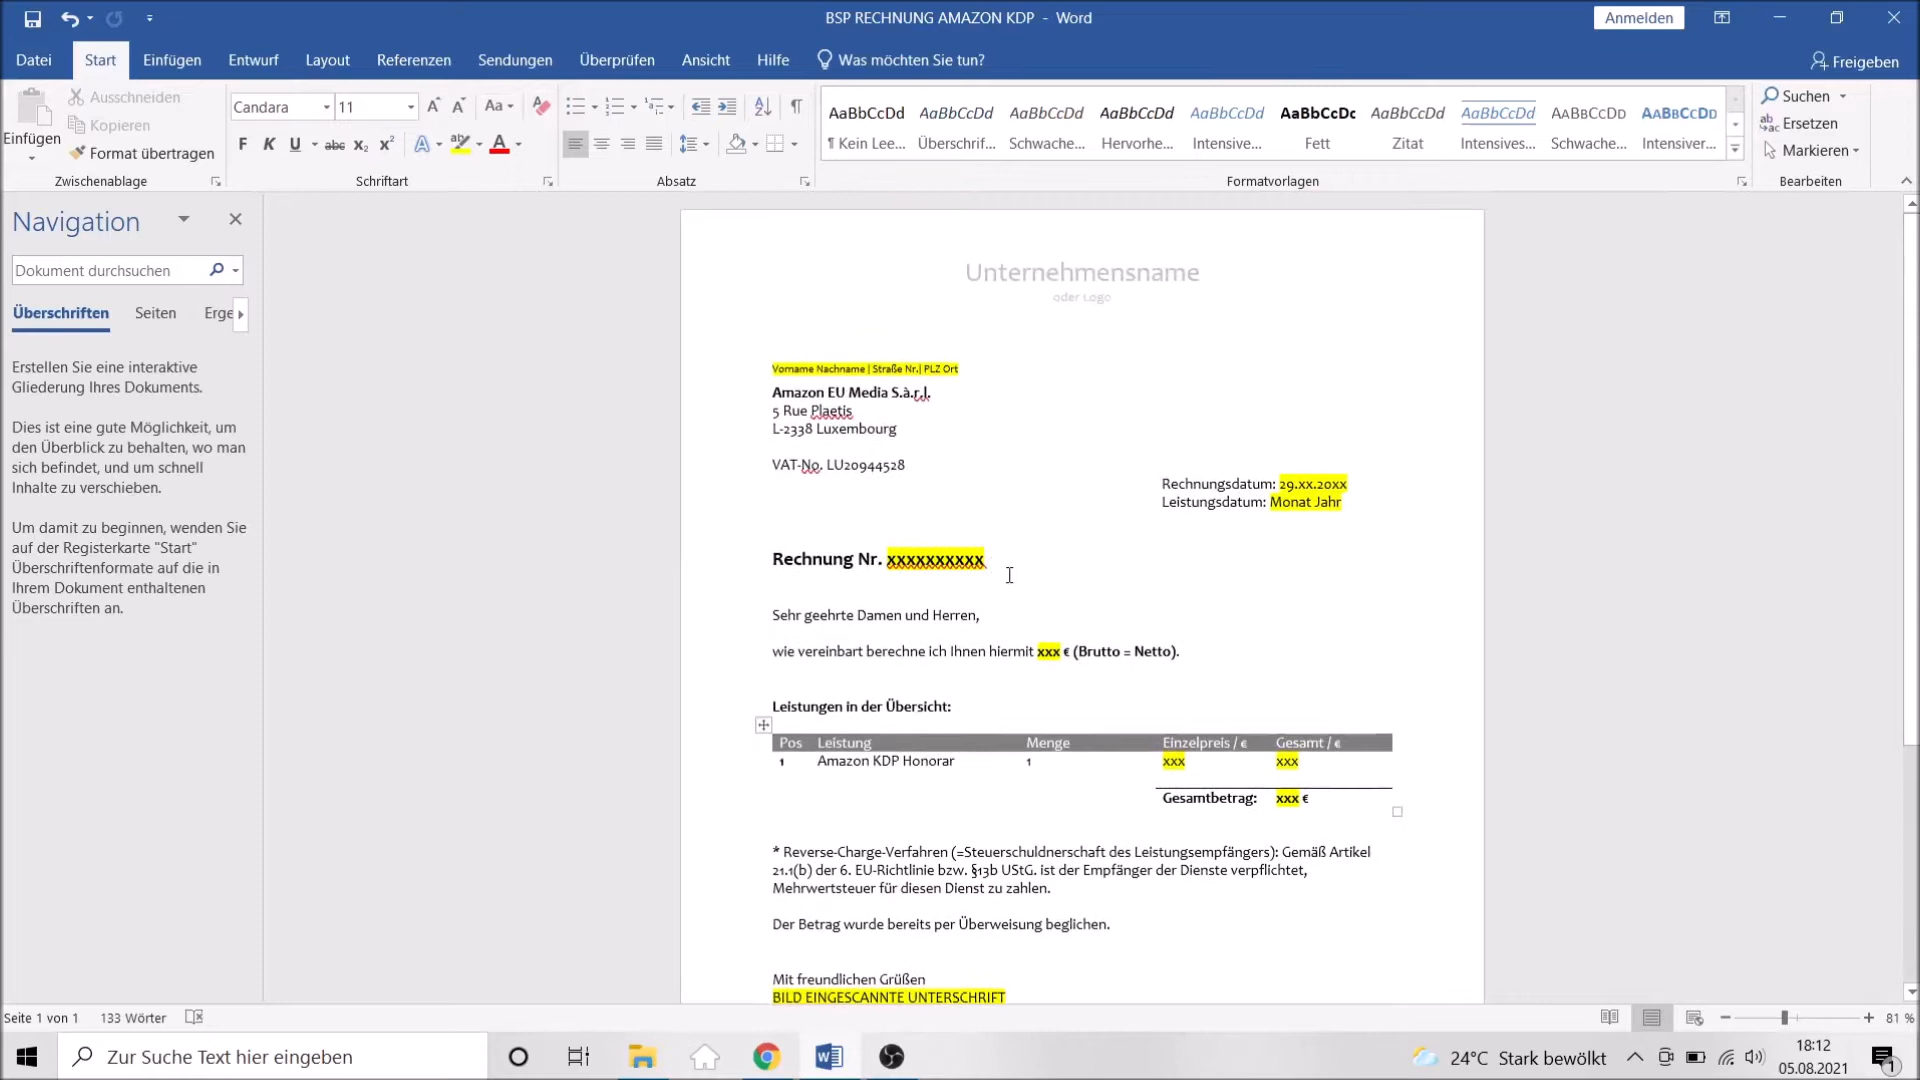 BSP RECHNUNG AMAZON KDP - Word
Anmelden
Datei Start Einfügen Entwurf Layout Referenzen Sendungen Überprüfen Ansicht Hilfe Was möchten Sie tun? Freigeben
Einfügen
Ausschneiden
Kopieren
Format übertragen
Zwischenablage
Candara 11
F K U abc x₂ x²
Schriftart
Absatz
AaBbCcDd AaBbCcDd AaBbCcDd AaBbCcDd AaBbCcDd AaBbCcDc AaBbCcDd AaBbCcDd AaBbCcDd AaBbCcDd
¶ Kein Lee... Überschrif... Schwache... Hervorhe... Intensive... Fett Zitat Intensives... Schwache... Intensiver...
Formatvorlagen
Suchen
Ersetzen
Markieren
Bearbeiten
Navigation
Dokument durchsuchen
Überschriften Seiten Erge
Erstellen Sie eine interaktive
Gliederung Ihres Dokuments.
Dies ist eine gute Möglichkeit, um
den Überblick zu behalten, wo man
sich befindet, und um schnell
Inhalte zu verschieben.
Um damit zu beginnen, wenden Sie
auf der Registerkarte "Start"
Überschriftenformate auf die in
Ihrem Dokument enthaltenen
Überschriften an.
Unternehmensname
oder Logo
Vorname Nachname | Straße Nr.| PLZ Ort
Amazon EU Media S.à.r.l.
5 Rue Plaetis
L-2338 Luxembourg
VAT-No. LU20944528
Rechnungsdatum: 29.xx.20xx
Leistungsdatum: Monat Jahr
Rechnung Nr. xxxxxxxxxx
Sehr geehrte Damen und Herren,
wie vereinbart berechne ich Ihnen hiermit xxx € (Brutto = Netto).
Leistungen in der Übersicht:
Pos Leistung Menge Einzelpreis / € Gesamt / €
1 Amazon KDP Honorar 1 xxx xxx
Gesamtbetrag: xxx €
* Reverse-Charge-Verfahren (=Steuerschuldnerschaft des Leistungsempfängers): Gemäß Artikel
21.1(b) der 6. EU-Richtlinie bzw. §13b UStG. ist der Empfänger der Dienste verpflichtet,
Mehrwertsteuer für diesen Dienst zu zahlen.
Der Betrag wurde bereits per Überweisung beglichen.
Mit freundlichen Grüßen
BILD EINGESCANNTE UNTERSCHRIFT
Seite 1 von 1 133 Wörter 81 %
Zur Suche Text hier eingeben
24°C Stark bewölkt
18:12
05.08.2021
1